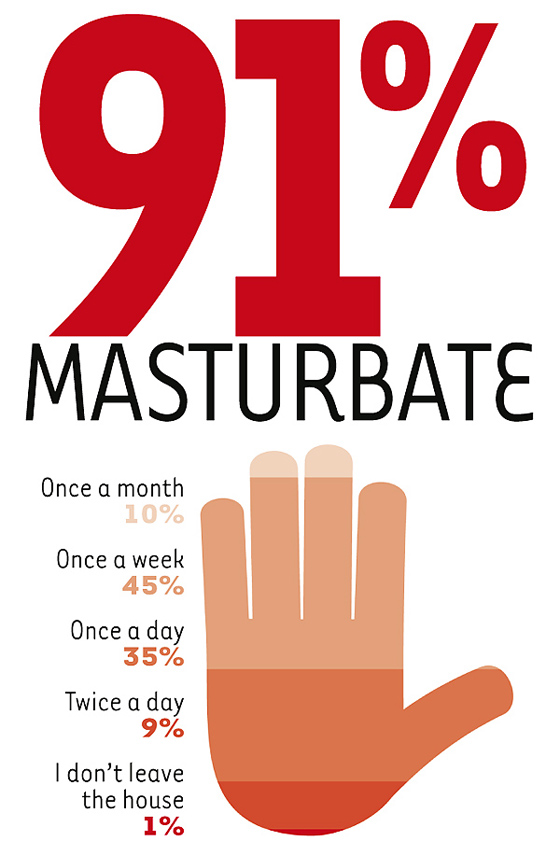 91%
MASTURBATE
Once a month
10%
Once a week
45%
Once a day
35%
Twice a day
9%
I don't leave
the house
1%